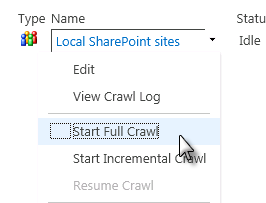 Type Name Statu
Local SharePoint sites Idle
Edit
View Crawl Log
Start Full Crawl
Start Incremental Crawl
Resume Crawl